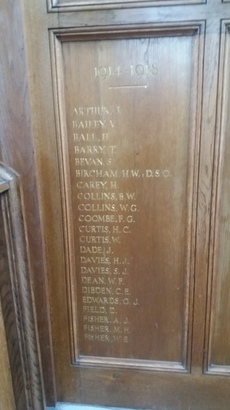 1914-1918
ARTHUR. J.
BAILEY. V.
BALL. H.
BARRY. T.
BEVAN. S.
BIRCHAM. H.W., D.S.O.
CAREY. H.
COLLINS. B.W.
COLLINS. W.G.
COOMBE. F.G.
CURTIS. H.C.
CURTIS. W.
DADE. J.
DAVIES. H.J.
DAVIES. S.J.
DEAN. W.F.
DIBDEN. C.E.
EDWARDS. G.J.
FIELD.
FISHER. A.J.
FISHER. M.H.
FISHER. W.E.